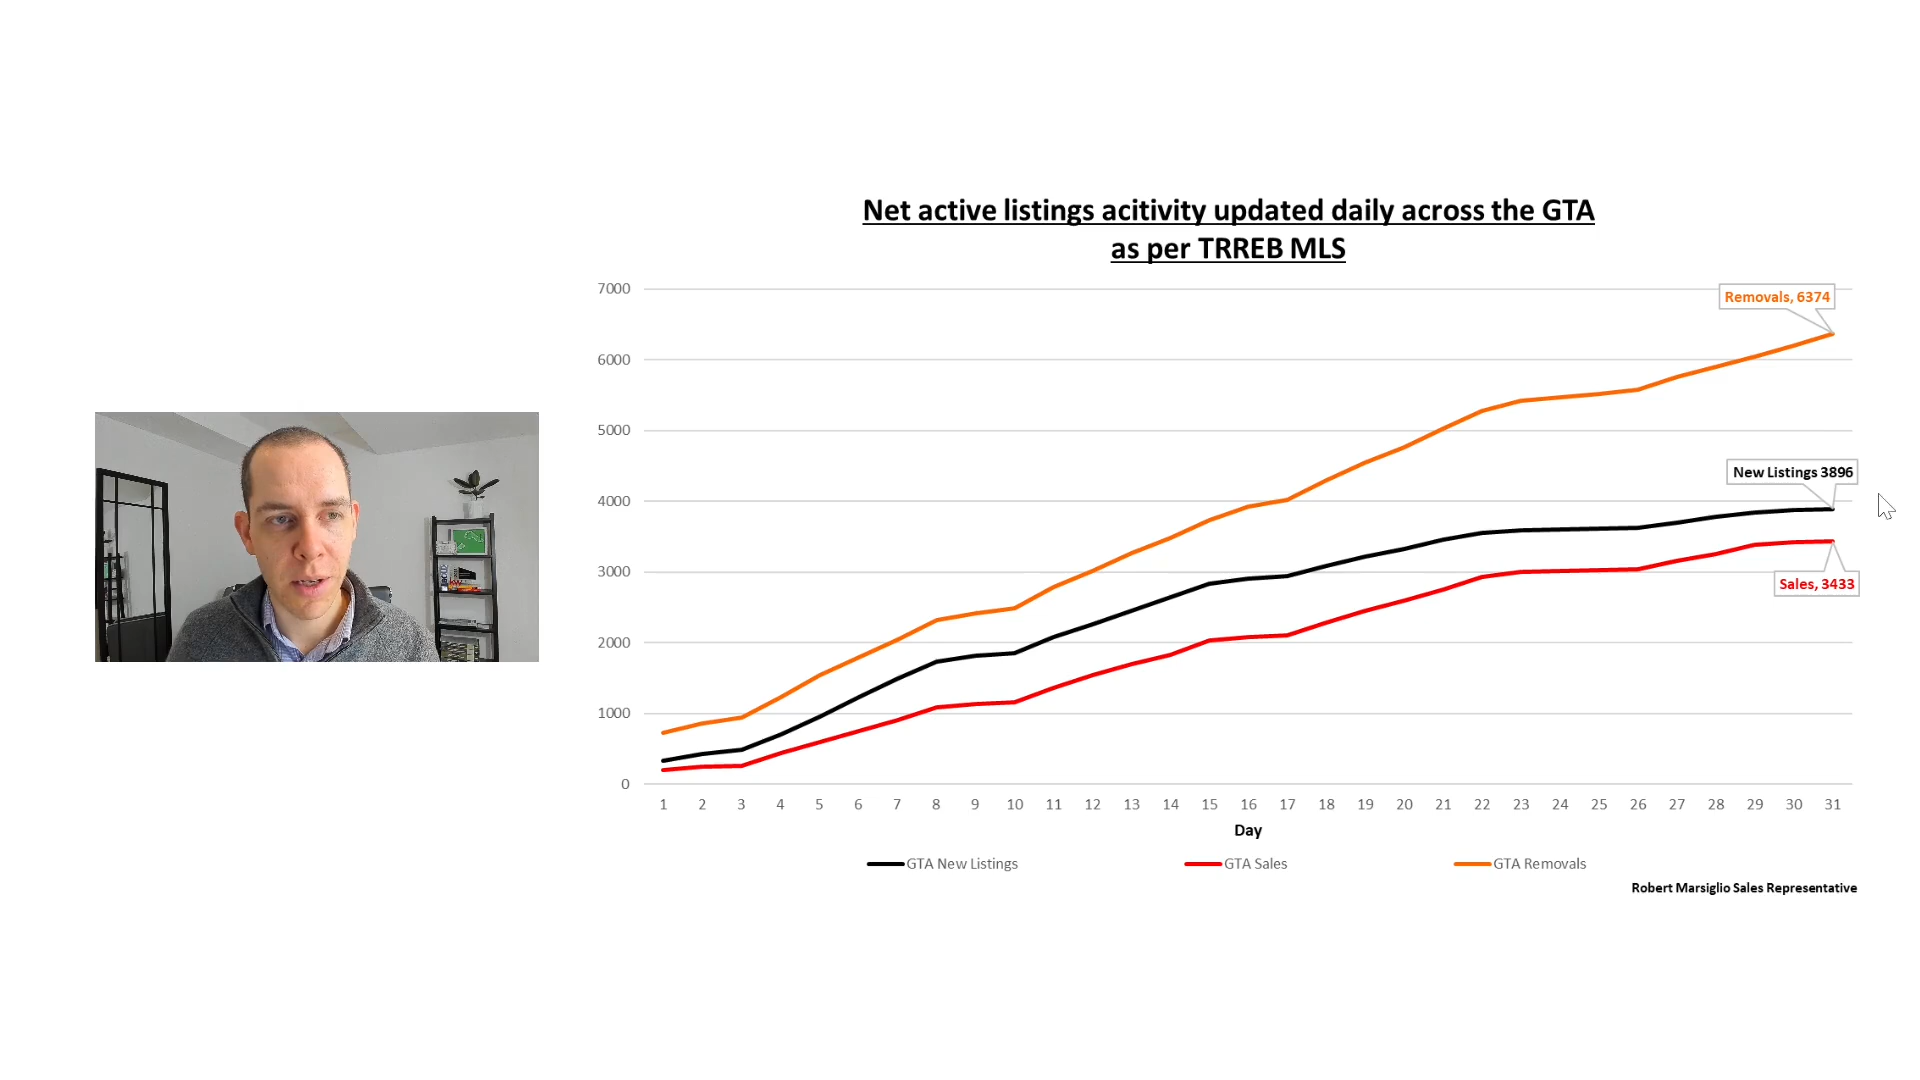 Net active listings acitivity updated daily across the GTA
as per TRREB MLS
7000
6000
5000
4000
3000
2000
1000
0
Removals, 6374
New Listings 3896
Sales, 3433
1 2 3 4 5 6 7 8 9 10 11 12 13 14 15 16 17 18 19 20 21 22 23 24 25 26 27 28 29 30 31
Day
GTA New Listings GTA Sales GTA Removals
Robert Marsiglio Sales Representative
kw